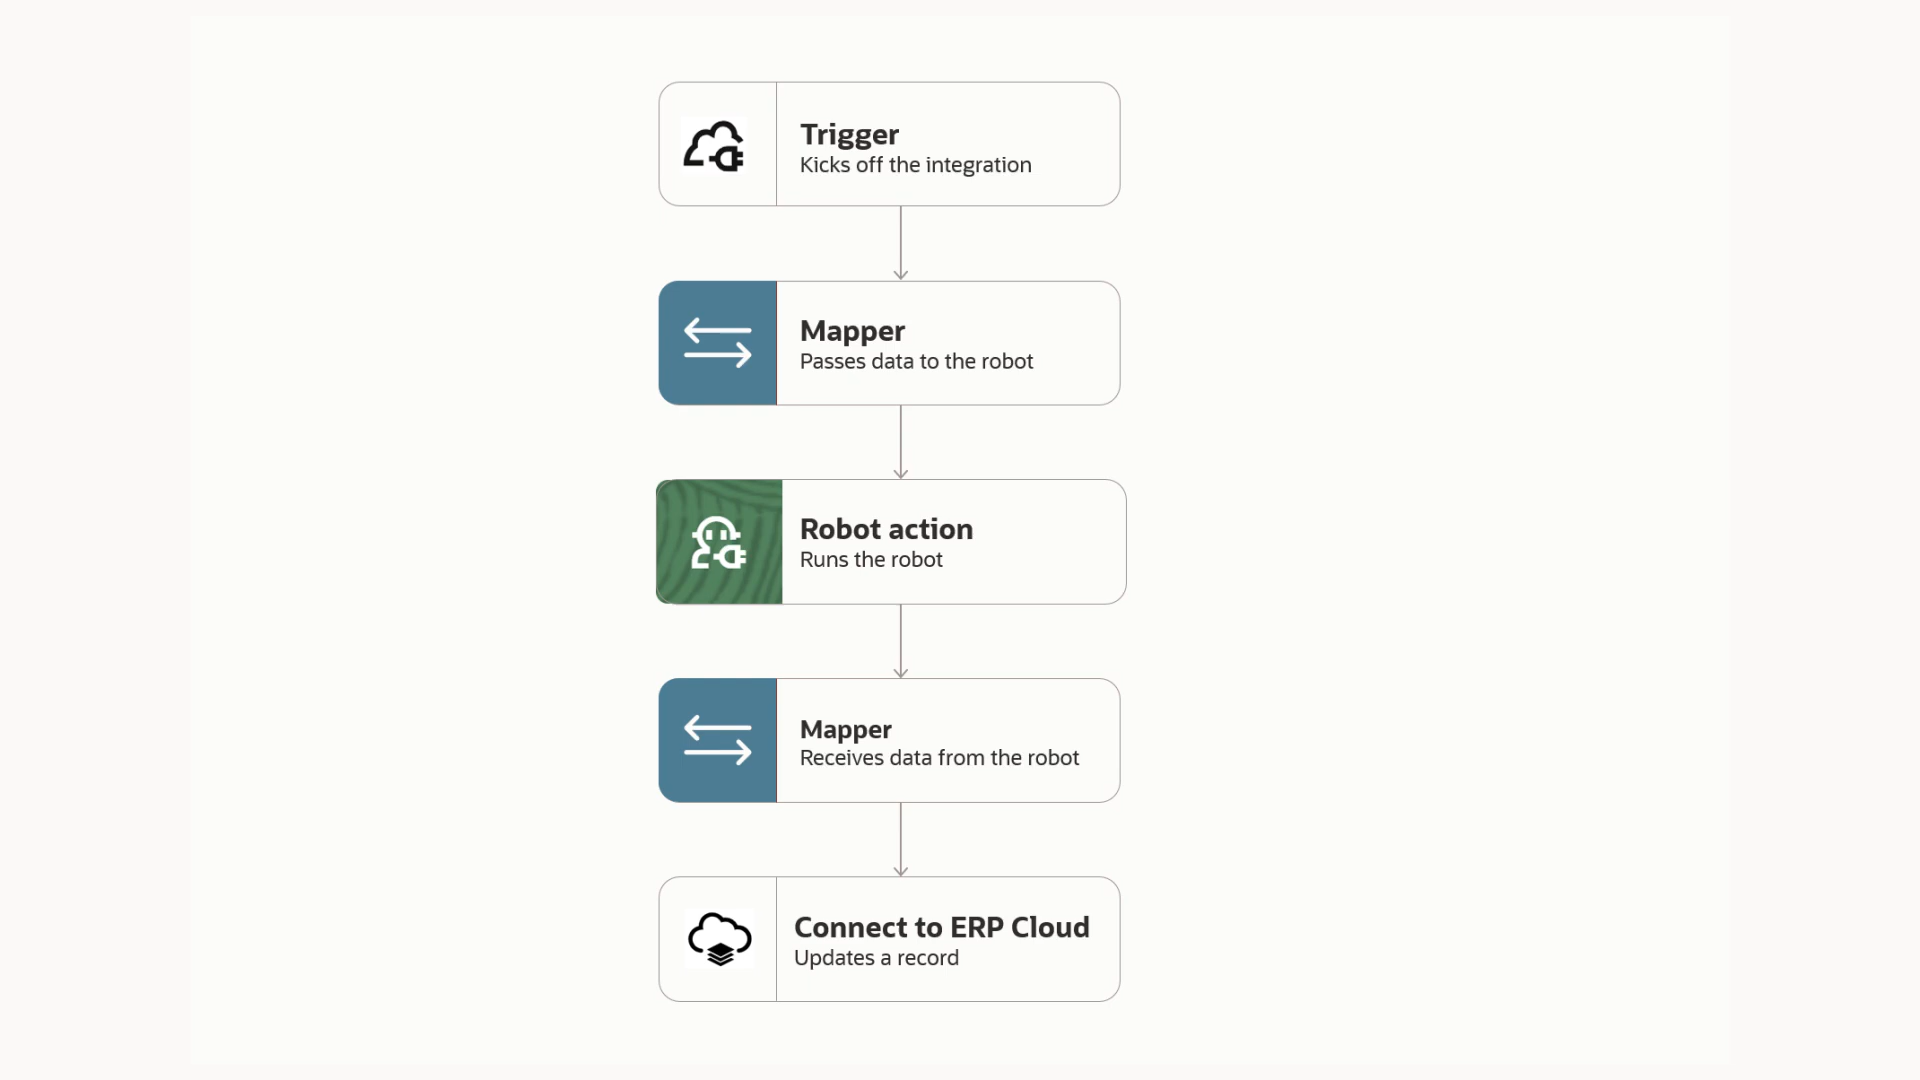 Trigger
Kicks off the integration
Mapper
Passes data to the robot
Robot action
Runs the robot
Mapper
Receives data from the robot
Connect to ERP Cloud
Updates a record